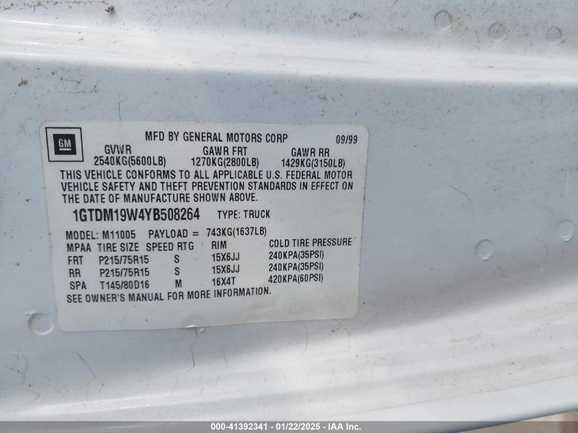 GM
MFD BY GENERAL MOTORS CORP 09/99
GVWR GAWR FRT GAWR RR
2540KG(5600LB) 1270KG(2800LB) 1429KG(3150LB)
THIS VEHICLE CONFORMS TO ALL APPLICABLE U.S. FEDERAL MOTOR
VEHICLE SAFETY AND THEFT PREVENTION STANDARDS IN EFFECT ON
THE DATE OF MANUFACTURE SHOWN ABOVE.
1GTDM19W4YB508264 TYPE: TRUCK
MODEL: M11005 PAYLOAD = 743KG(1637LB)
MPAA TIRE SIZE SPEED RTG RIM COLD TIRE PRESSURE
FRT P215/75R15 S 15X6JJ 240KPA(35PSI)
RR P215/75R15 S 15X6JJ 240KPA(35PSI)
SPA T145/80D16 M 16X4T 420KPA(60PSI)
SEE OWNER'S MANUAL FOR MORE INFORMATION.
000-41392341 - 01/22/2025 - IAA Inc.